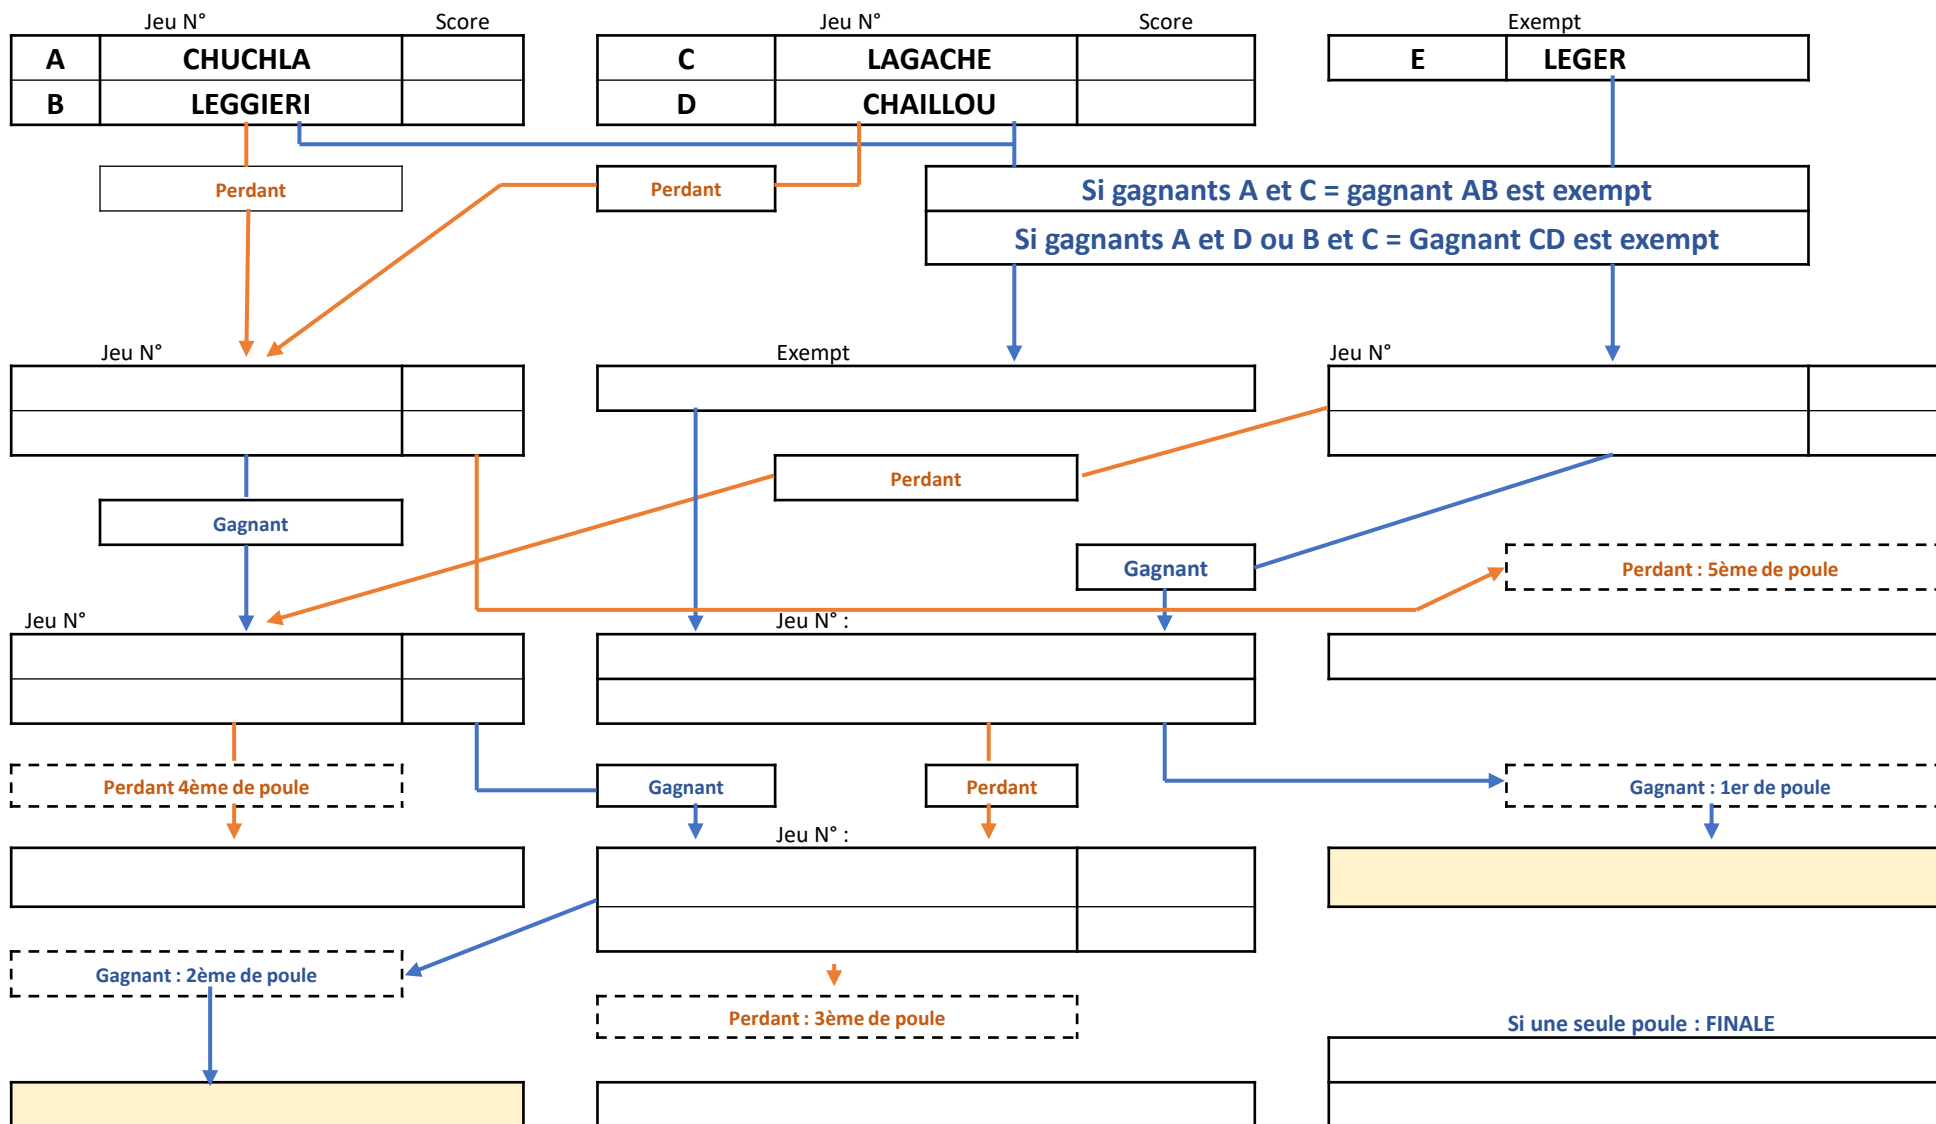 Jeu N° Score Jeu N° Score Exempt
A CHUCHLA C LAGACHE E LEGER
B LEGGIERI D CHAILLOU
Perdant Perdant Si gagnants A et C = gagnant AB est exempt
Si gagnants A et D ou B et C = Gagnant CD est exempt
Jeu N° Exempt Jeu N°
Perdant
Gagnant
Gagnant Perdant : 5ème de poule
Jeu N° Jeu N° :
Perdant 4ème de poule Gagnant Perdant Gagnant : 1er de poule
Jeu N° :
Gagnant : 2ème de poule
Perdant : 3ème de poule
Si une seule poule : FINALE